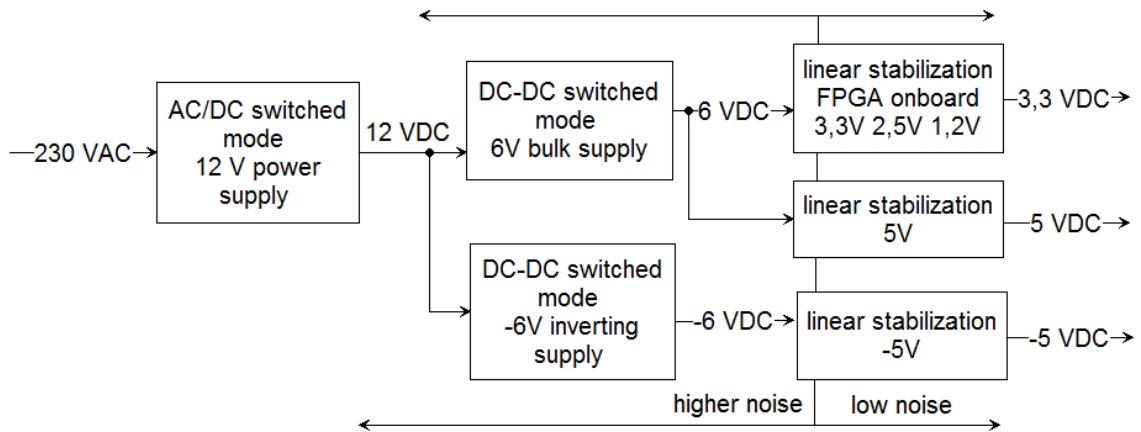 230 VAC
AC/DC switched
mode
12 V power
supply
12 VDC
DC-DC switched
mode
6V bulk supply
6 VDC
linear stabilization
FPGA onboard
3,3V 2,5V 1,2V
3,3 VDC
linear stabilization
5V
5 VDC
DC-DC switched
mode
-6V inverting
supply
-6 VDC
linear stabilization
-5V
-5 VDC
higher noise
low noise